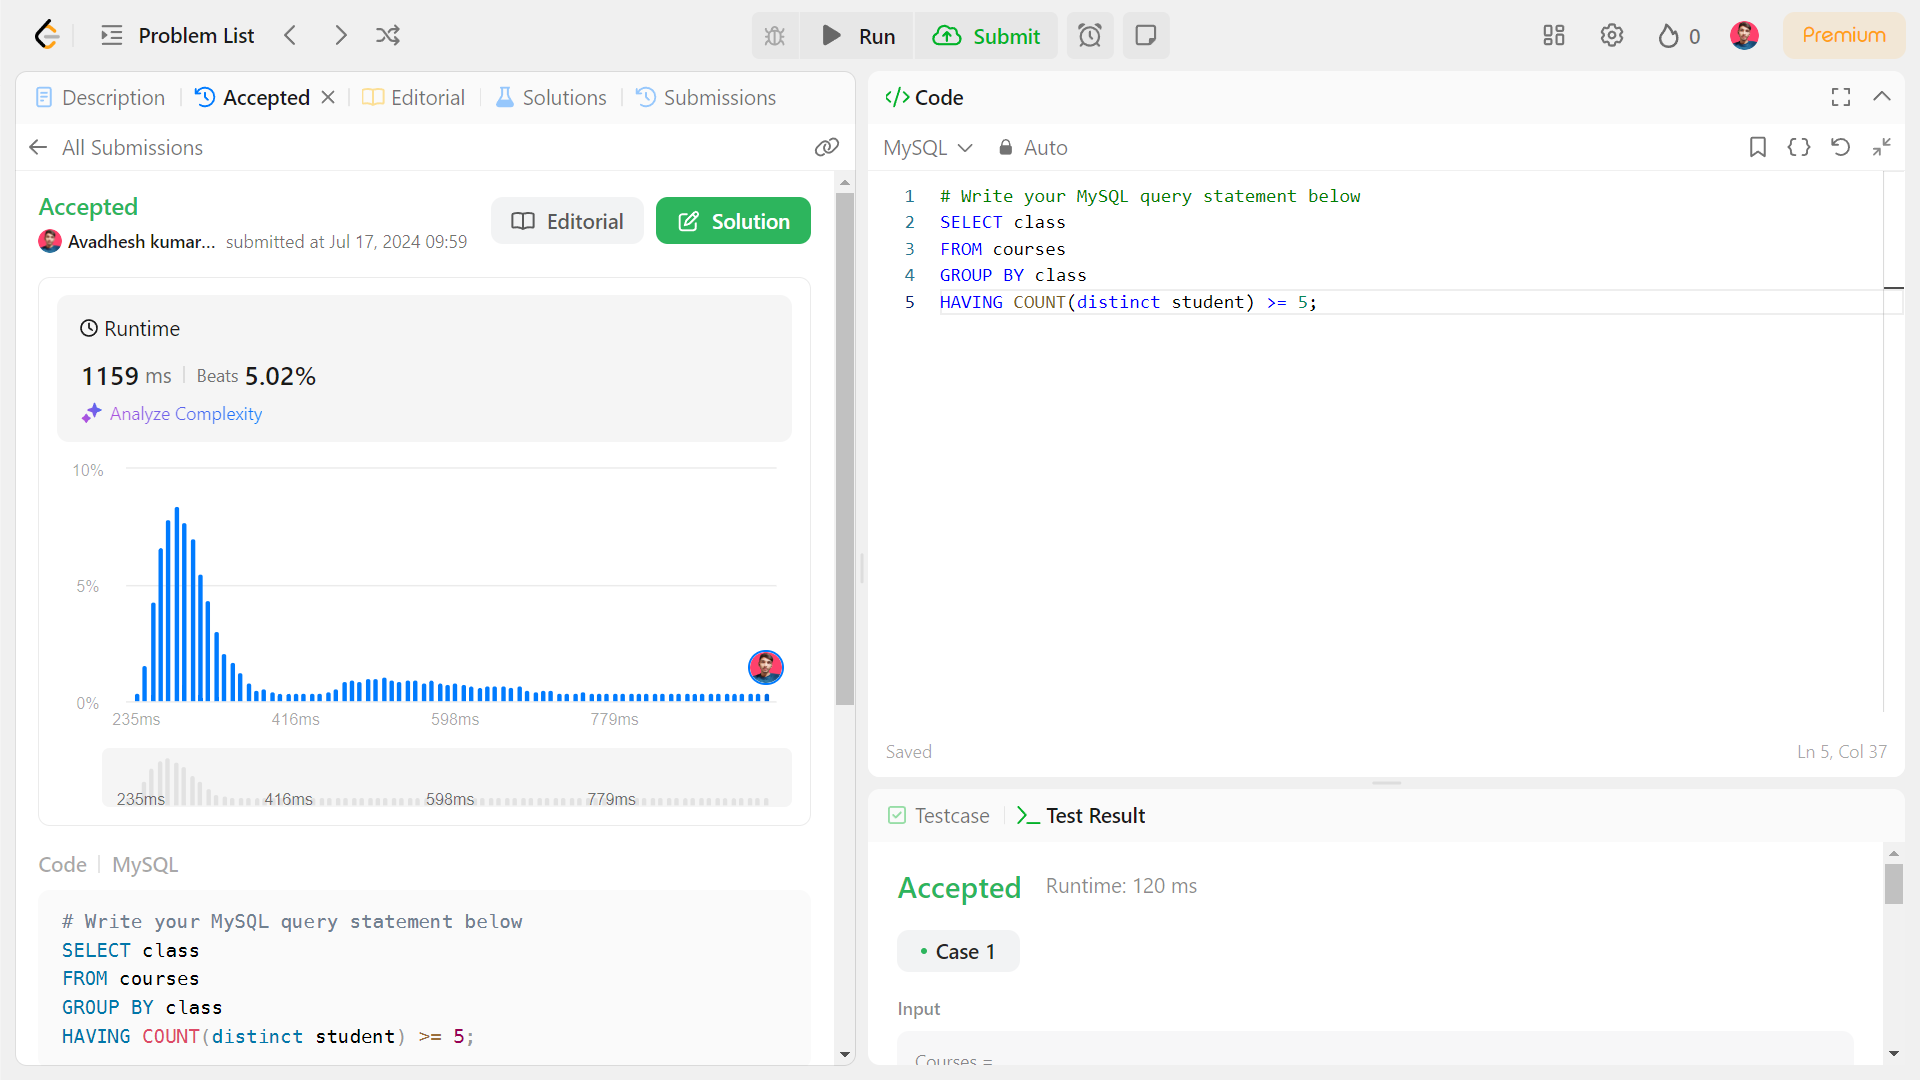 Problem List
Run
Submit
0
Premium
Description
Accepted
Editorial
Solutions
Submissions
All Submissions
Accepted
Avadhesh kumar... submitted at Jul 17, 2024 09:59
Editorial
Solution
Runtime
1159 ms
Beats 5.02%
Analyze Complexity
10%
5%
0%
235ms 416ms 598ms 779ms
235ms 416ms 598ms 779ms
Code MySQL
# Write your MySQL query statement below
SELECT class
FROM courses
GROUP BY class
HAVING COUNT(distinct student) >= 5;
</> Code
MySQL Auto
1 # Write your MySQL query statement below
2 SELECT class
3 FROM courses
4 GROUP BY class
5 HAVING COUNT(distinct student) >= 5;
Saved
Ln 5, Col 37
Testcase
Test Result
Accepted Runtime: 120 ms
Case 1
Input
Courses =